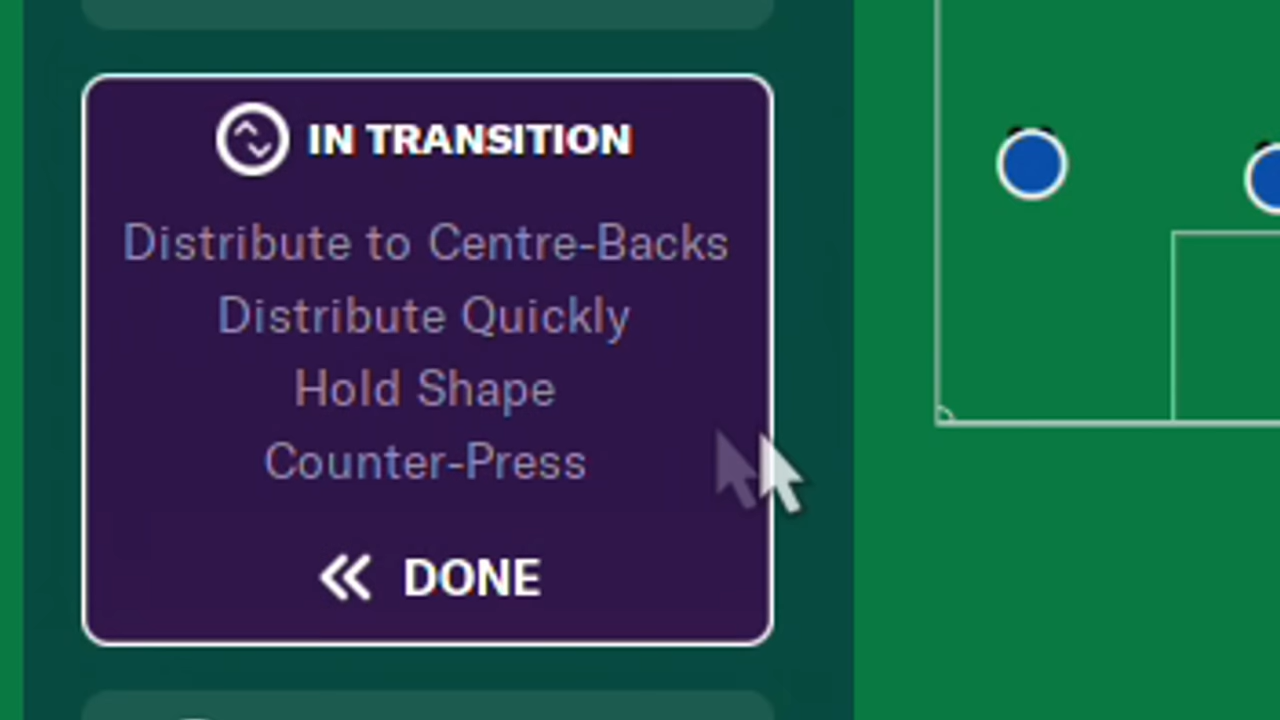 IN TRANSITION
Distribute to Centre-Backs
Distribute Quickly
Hold Shape
Counter-Press
DONE